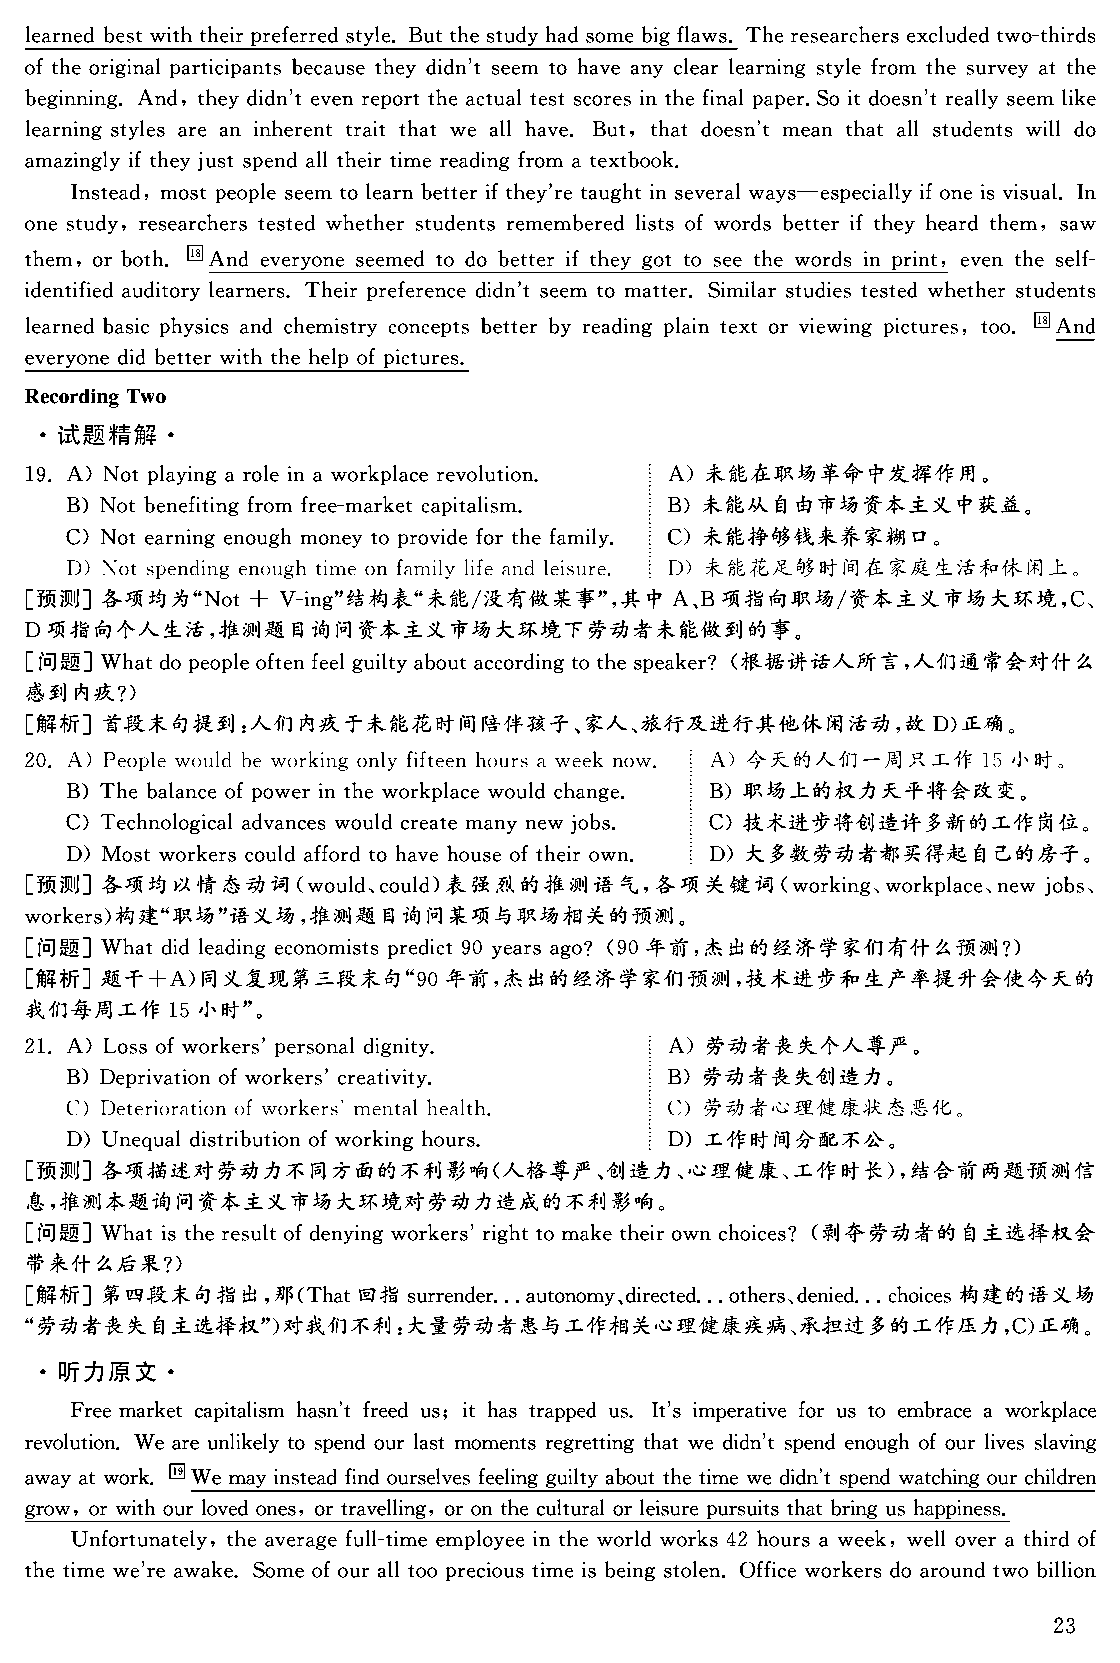 learned best with their preferred style. But the study had some big flaws. The researchers excluded two-thirds
of the original participants because they didn't seem to have any clear learning style from the survey at the
beginning. And, they didn't even report the actual test scores in the final paper. So it doesn't really seem like
learning styles are an inherent trait that we all have. But, that doesn't mean that all students will do
amazingly if they just spend all their time reading from a textbook.
Instead, most people seem to learn better if they're taught in several ways—especially if one is visual. In
one study, researchers tested whether students remembered lists of words better if they heard them, saw
them, or both. [18] And everyone seemed to do better if they got to see the words in print, even the self-
identified auditory learners. Their preference didn't seem to matter. Similar studies tested whether students
learned basic physics and chemistry concepts better by reading plain text or viewing pictures, too. [18] And
everyone did better with the help of pictures.
Recording Two
·试题精解·
19. A) Not playing a role in a workplace revolution. A) 未能在职场革命中发挥作用。
B) Not benefiting from free-market capitalism. B) 未能从自由市场资本主义中获益。
C) Not earning enough money to provide for the family. C) 未能挣够钱来养家糊口。
D) Not spending enough time on family life and leisure. D) 未能花足够时间在家庭生活和休闲上。
[预测] 各项均为“Not + V-ing”结构表“未能/没有做某事”,其中 A、B 项指向职场/资本主义市场大环境,C、
D 项指向个人生活,推测题目询问资本主义市场大环境下劳动者未能做到的事。
[问题] What do people often feel guilty about according to the speaker? (根据讲话人所言,人们通常会对什么
感到内疚?)
[解析] 首段末句提到:人们内疚于未能花时间陪伴孩子、家人、旅行及进行其他休闲活动,故 D)正确。
20. A) People would be working only fifteen hours a week now. A) 今天的人们一周只工作 15 小时。
B) The balance of power in the workplace would change. B) 职场上的权力天平将会改变。
C) Technological advances would create many new jobs. C) 技术进步将创造许多新的工作岗位。
D) Most workers could afford to have house of their own. D) 大多数劳动者都买得起自己的房子。
[预测] 各项均以情态动词(would、could)表强烈的推测语气,各项关键词(working、workplace、new jobs、
workers)构建“职场”语义场,推测题目询问某项与职场相关的预测。
[问题] What did leading economists predict 90 years ago? (90 年前,杰出的经济学家们有什么预测?)
[解析] 题干+A)同义复现第三段末句“90 年前,杰出的经济学家们预测,技术进步和生产率提升会使今天的
我们每周工作 15 小时”。
21. A) Loss of workers' personal dignity. A) 劳动者丧失个人尊严。
B) Deprivation of workers' creativity. B) 劳动者丧失创造力。
C) Deterioration of workers' mental health. C) 劳动者心理健康状态恶化。
D) Unequal distribution of working hours. D) 工作时间分配不公。
[预测] 各项描述对劳动力不同方面的不利影响(人格尊严、创造力、心理健康、工作时长),结合前两题预测信
息,推测本题询问资本主义市场大环境对劳动力造成的不利影响。
[问题] What is the result of denying workers' right to make their own choices? (剥夺劳动者的自主选择权会
带来什么后果?)
[解析] 第四段末句指出,那(That 回指 surrender... autonomy、directed... others、denied... choices 构建的语义场
“劳动者丧失自主选择权”)对我们不利:大量劳动者患与工作相关心理健康疾病、承担过多的工作压力,C)正确。
·听力原文·
Free market capitalism hasn't freed us; it has trapped us. It's imperative for us to embrace a workplace
revolution. We are unlikely to spend our last moments regretting that we didn't spend enough of our lives slaving
away at work. [19] We may instead find ourselves feeling guilty about the time we didn't spend watching our children
grow, or with our loved ones, or travelling, or on the cultural or leisure pursuits that bring us happiness.
Unfortunately, the average full-time employee in the world works 42 hours a week, well over a third of
the time we're awake. Some of our all too precious time is being stolen. Office workers do around two billion
23